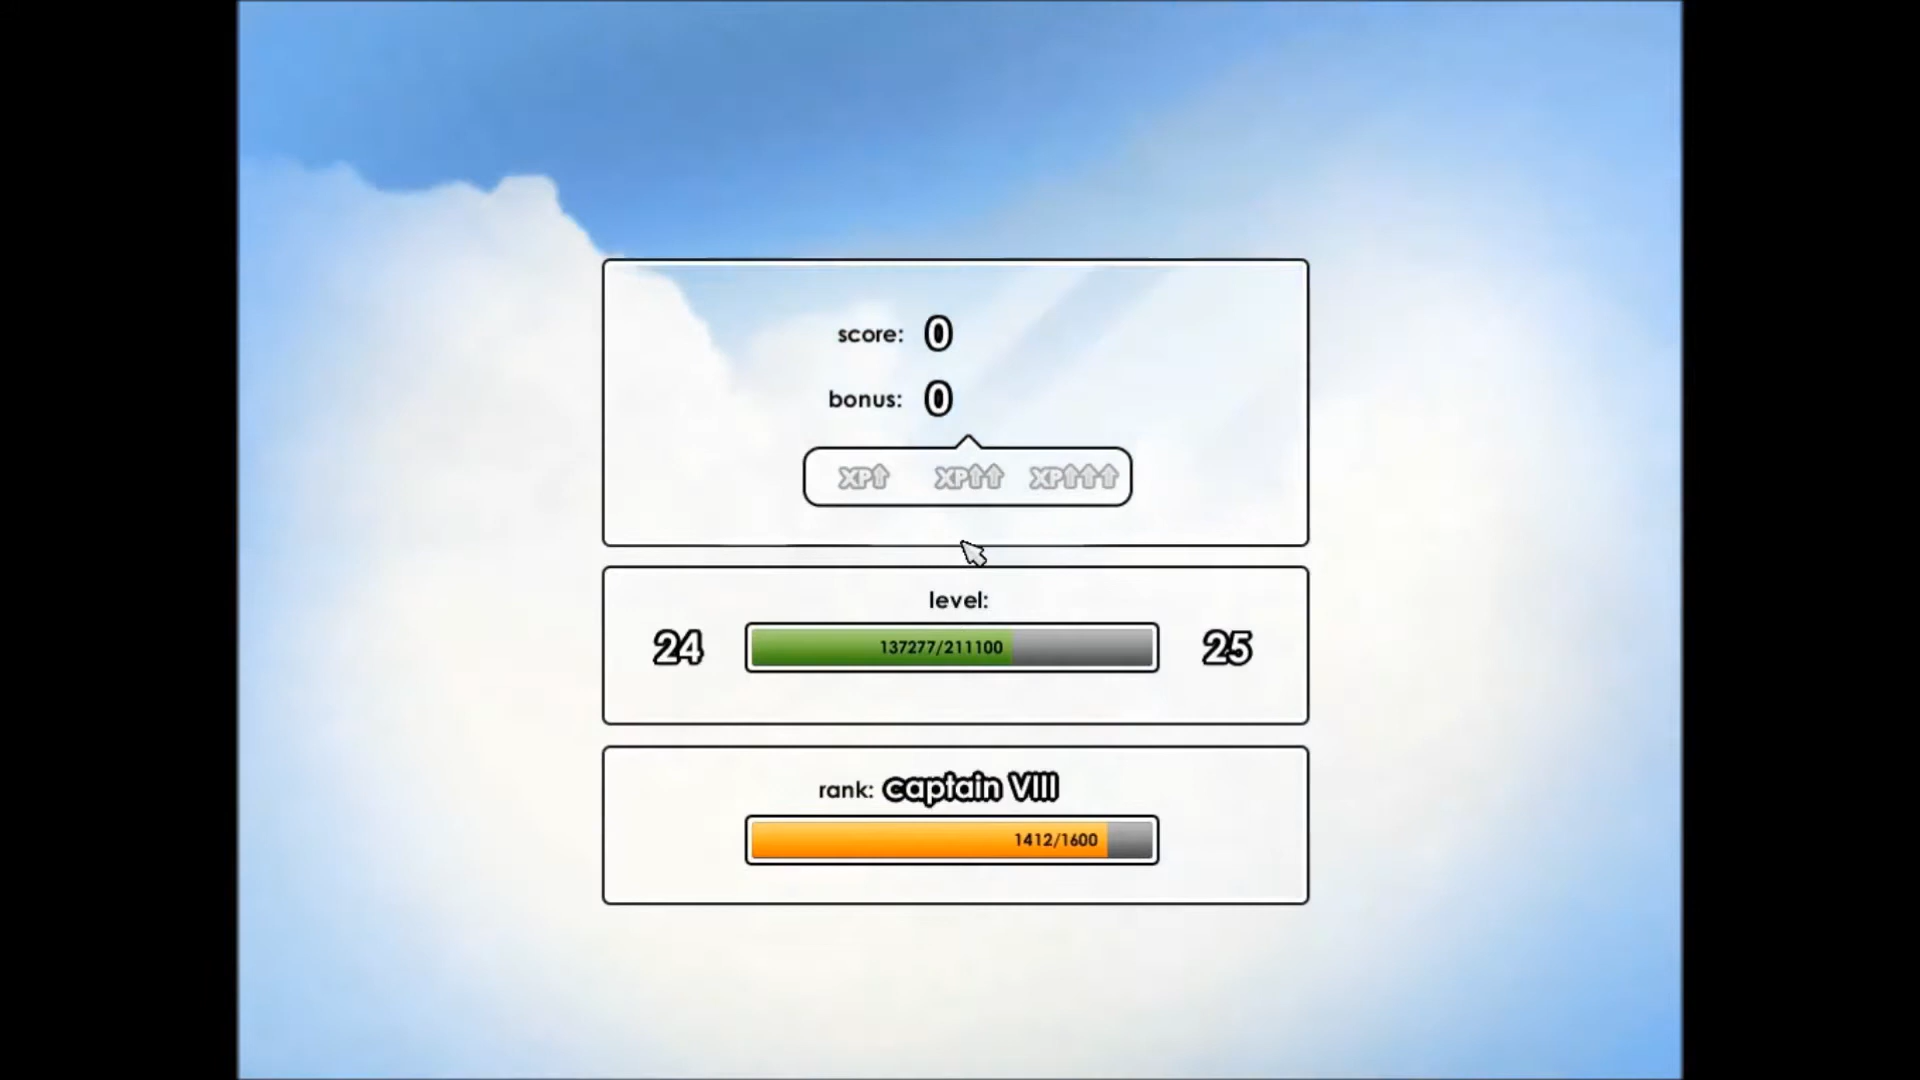 score: 0
bonus: 0
XP⇧ XP⇧⇧ XP⇧⇧⇧
level:
24 137277/211100 25
rank: captain VIII
1412/1600